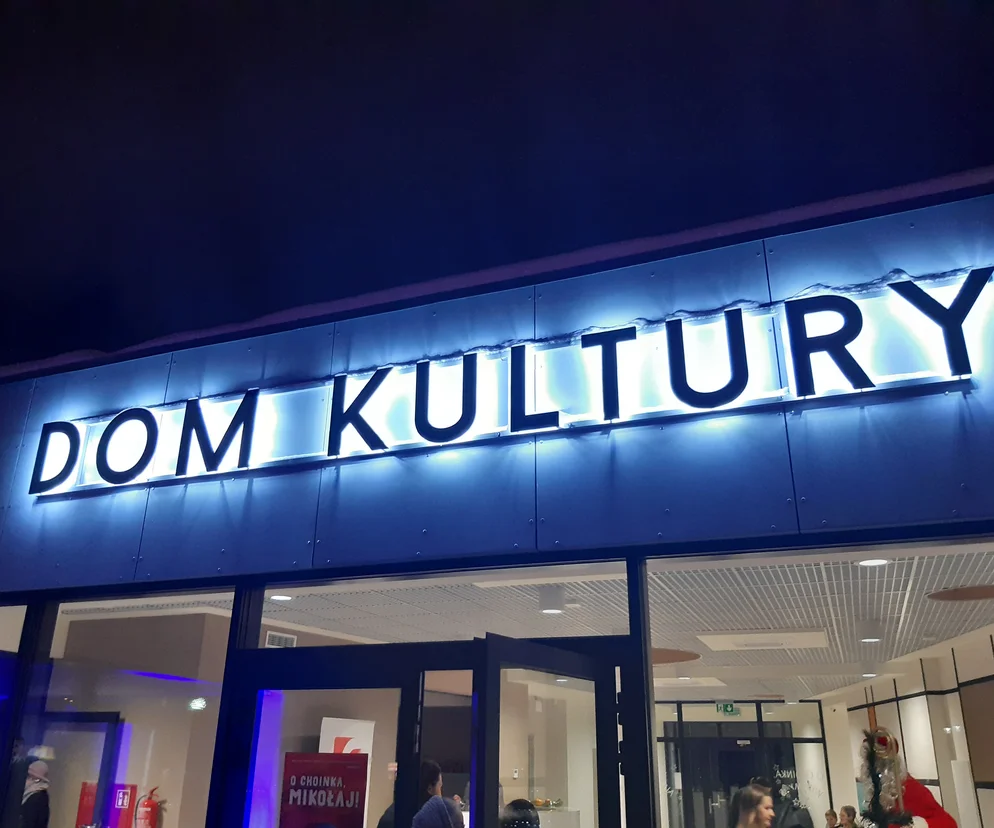 DOM KULTURY
O CHOINKA,
MIKOŁAJ!